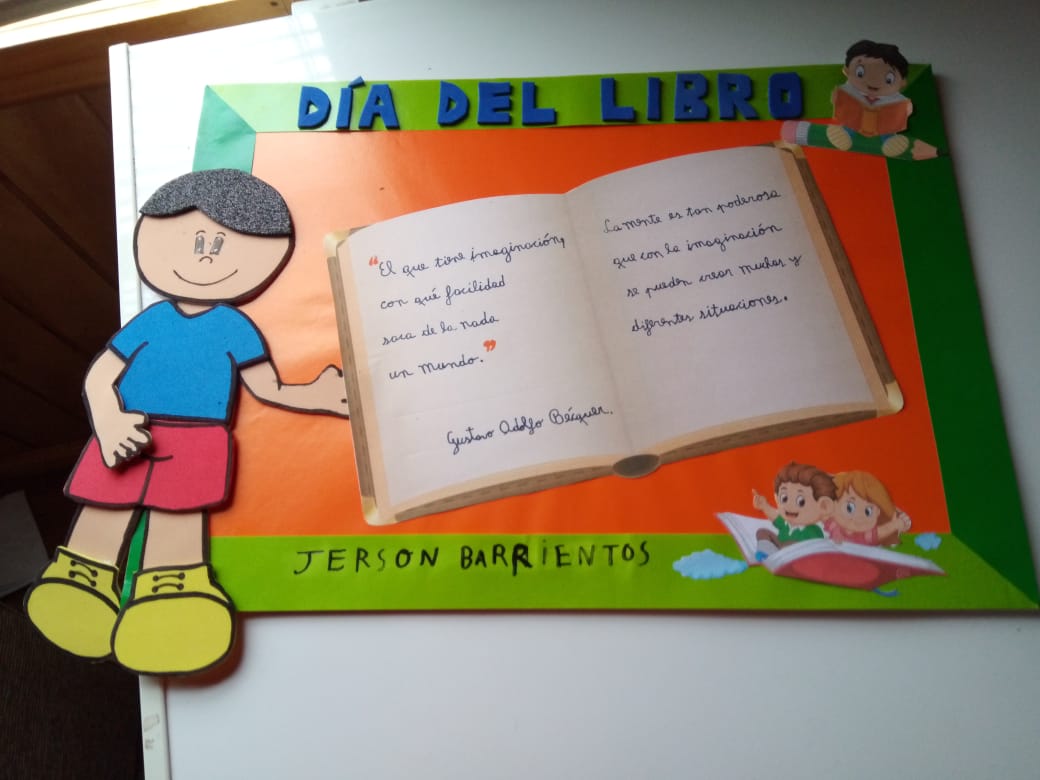 DÍA DEL LIBRO
"El que tiene imaginación,
con qué facilidad
saca de la nada
un mundo."
Gustavo Adolfo Bécquer.
La mente es tan poderosa
que con la imaginación
se pueden crear muchas y
diferentes situaciones.
JERSON BARRIENTOS